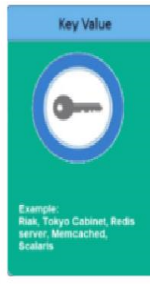 Key Value
Example:
Riak, Tokyo Cabinet, Redis
server, Memcached,
Scalaris